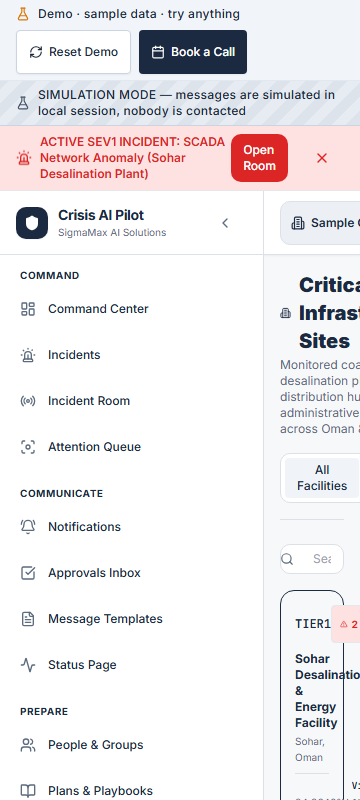 Demo · sample data · try anything
Reset Demo
Book a Call
SIMULATION MODE — messages are simulated in
local session, nobody is contacted
ACTIVE SEV1 INCIDENT: SCADA
Network Anomaly (Sohar
Desalination Plant)
Open
Room
Crisis AI Pilot
SigmaMax AI Solutions
COMMAND
Command Center
Incidents
Incident Room
Attention Queue
COMMUNICATE
Notifications
Approvals Inbox
Message Templates
Status Page
PREPARE
People & Groups
Plans & Playbooks
Sample
Critica
Infrast
Sites
Monitored coa
desalination p
distribution hu
administrative
across Oman &
All
Facilities
Sea
TIER1
2
Sohar
Desalinatio
&
Energy
Facility
Sohar,
Oman